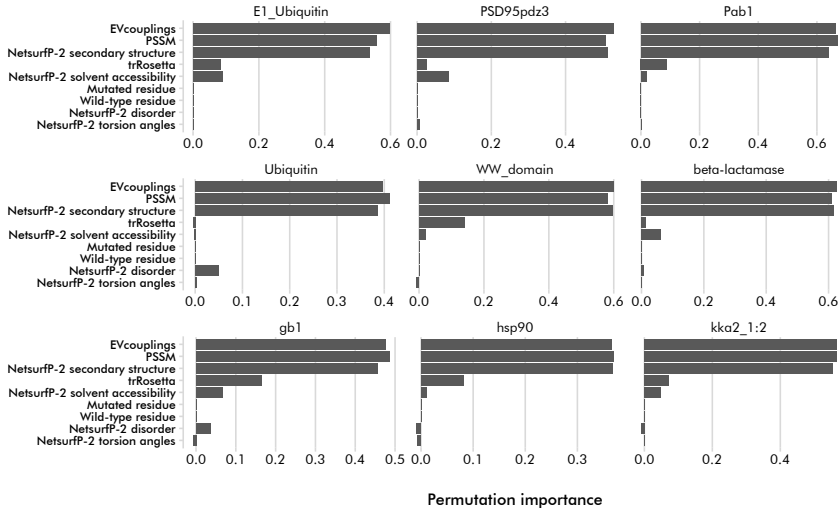 E1_Ubiquitin PSD95pdz3 Pab1
EVcouplings
PSSM
NetsurfP-2 secondary structure
trRosetta
NetsurfP-2 solvent accessibility
Mutated residue
Wild-type residue
NetsurfP-2 disorder
NetsurfP-2 torsion angles
0.0 0.2 0.4 0.6 0.0 0.2 0.4 0.0 0.2 0.4 0.6
Ubiquitin WW_domain beta-lactamase
EVcouplings
PSSM
NetsurfP-2 secondary structure
trRosetta
NetsurfP-2 solvent accessibility
Mutated residue
Wild-type residue
NetsurfP-2 disorder
NetsurfP-2 torsion angles
0.0 0.1 0.2 0.3 0.4 0.0 0.2 0.4 0.6 0.0 0.2 0.4 0.6
gb1 hsp90 kka2_1:2
EVcouplings
PSSM
NetsurfP-2 secondary structure
trRosetta
NetsurfP-2 solvent accessibility
Mutated residue
Wild-type residue
NetsurfP-2 disorder
NetsurfP-2 torsion angles
0.0 0.1 0.2 0.3 0.4 0.5 0.0 0.1 0.2 0.3 0.0 0.2 0.4
Permutation importance